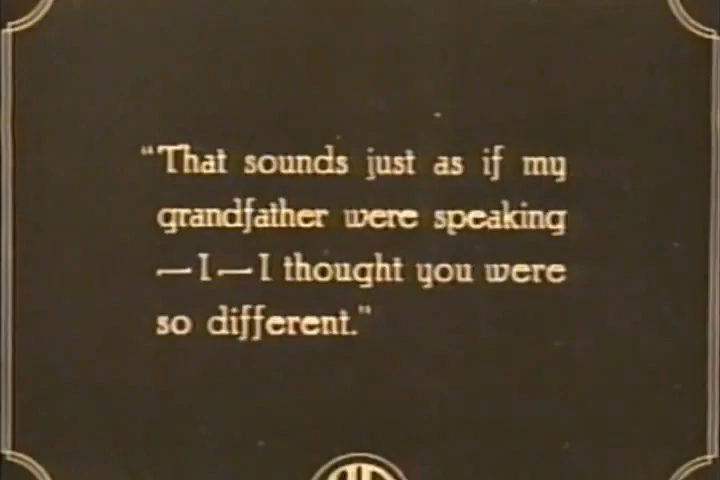 “That sounds just as if my
grandfather were speaking
—I—I thought you were
so different.”